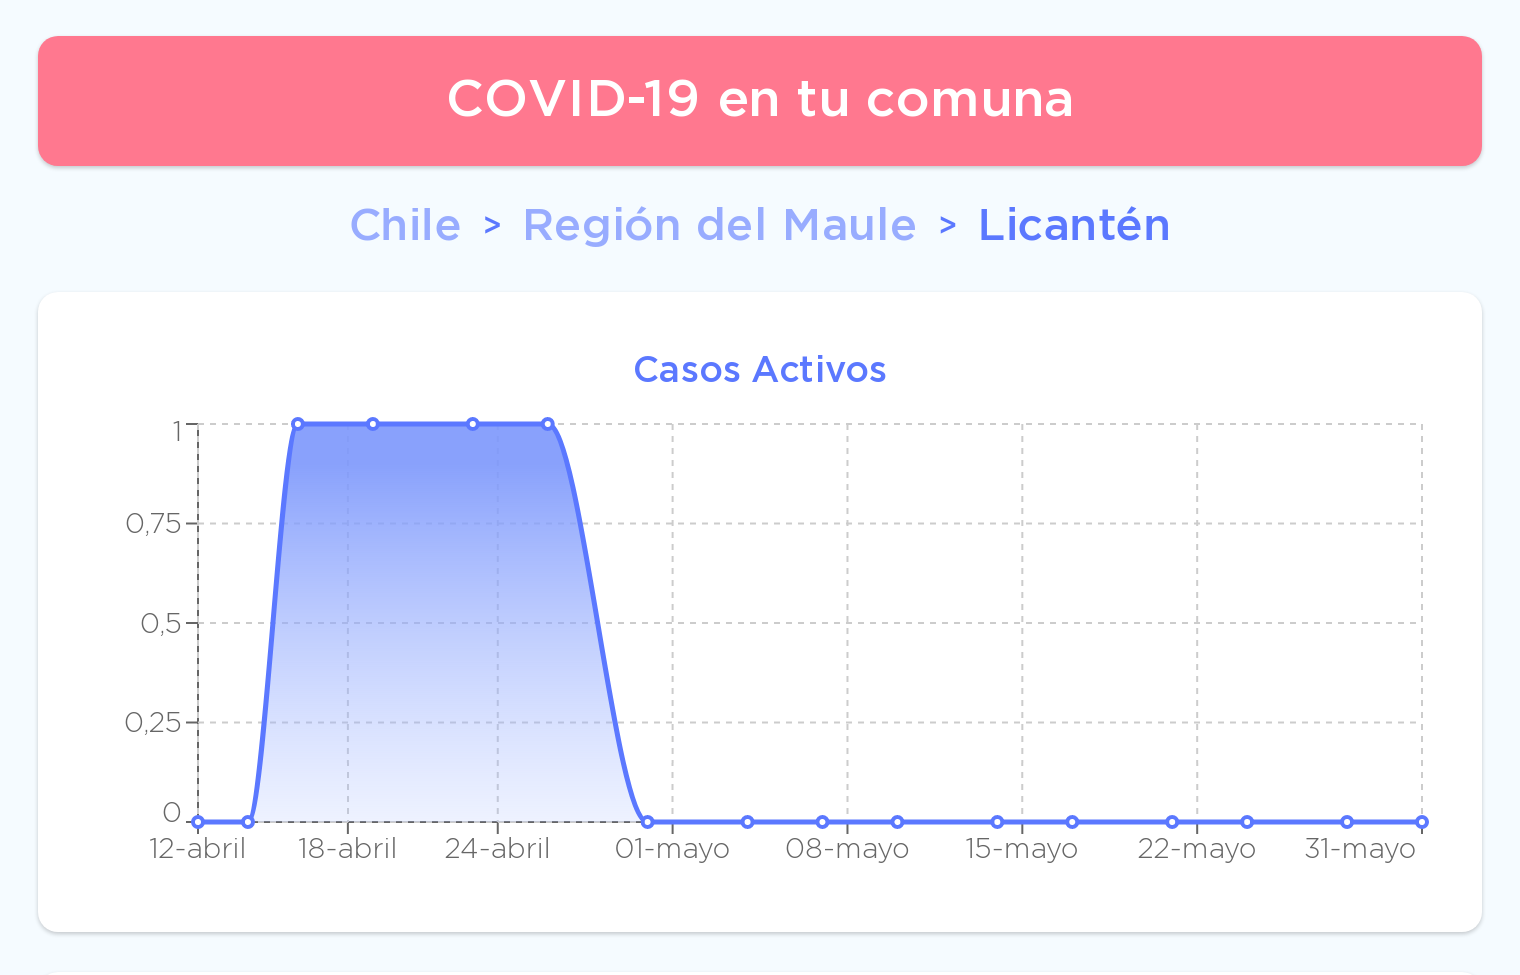 COVID-19 en tu comuna
Chile > Región del Maule > Licantén
Casos Activos
1
0,75
0,5
0,25
0
12-abril 18-abril 24-abril 01-mayo 08-mayo 15-mayo 22-mayo 31-mayo